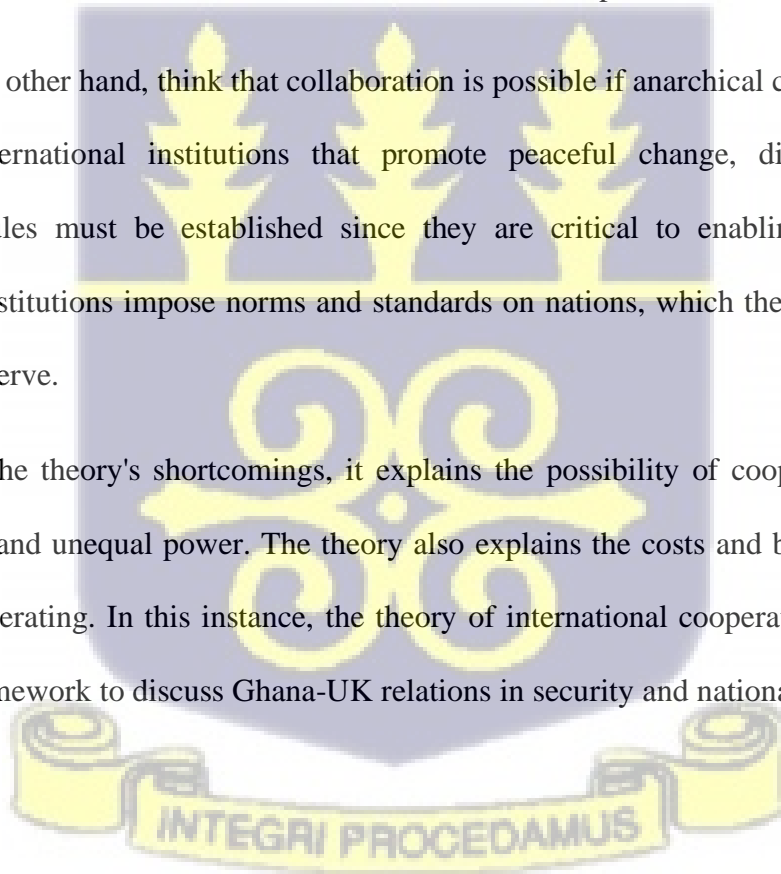 other hand, think that collaboration is possible if anarchical c
ernational institutions that promote peaceful change, di
les must be established since they are critical to enablin
stitutions impose norms and standards on nations, which the
erve.
he theory's shortcomings, it explains the possibility of coop
and unequal power. The theory also explains the costs and b
erating. In this instance, the theory of international coopera
mework to discuss Ghana-UK relations in security and nationa
INTEGRI PROCEDAMUS